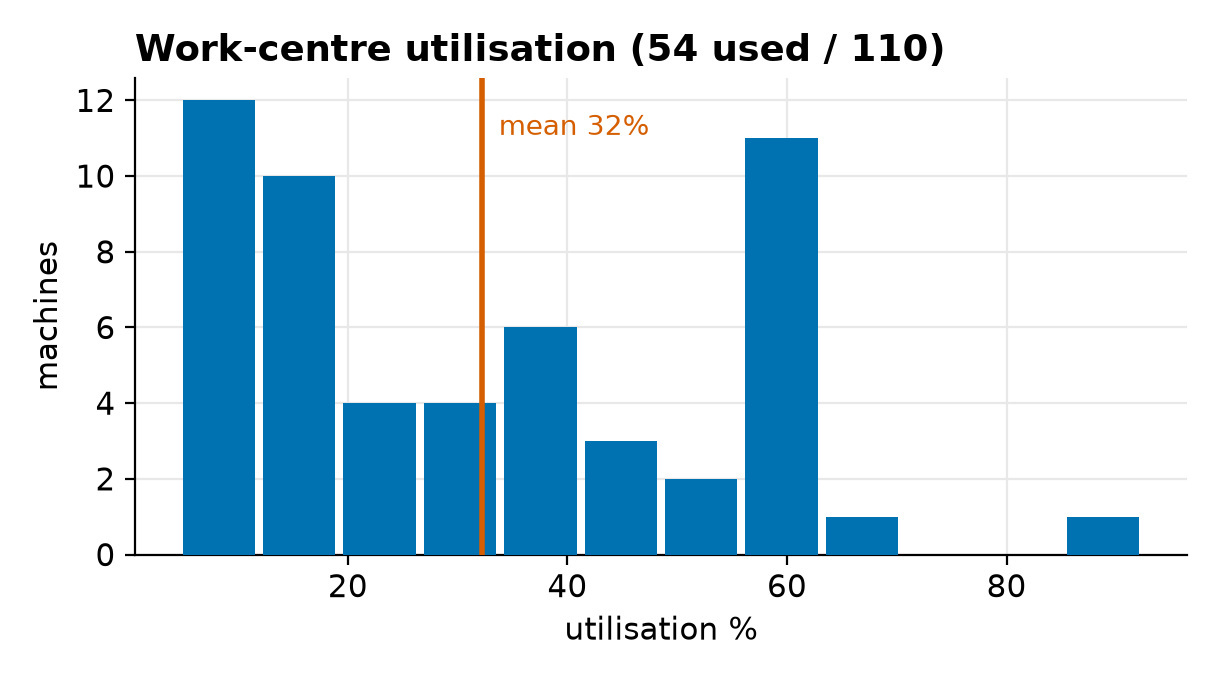 Work-centre utilisation (54 used / 110)
12
10
8
6
4
2
0
machines
mean 32%
20 40 60 80
utilisation %